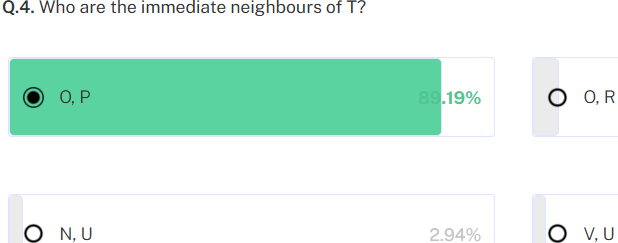 Q.4. Who are the immediate neighbours of T?
O, P 89.19%
O, R
N, U 2.94%
V, U